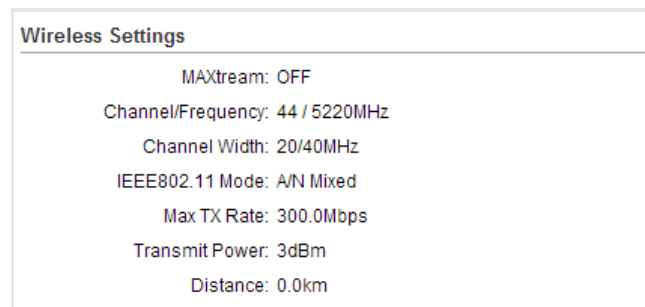 Wireless Settings
MAXtream: OFF
Channel/Frequency: 44 / 5220MHz
Channel Width: 20/40MHz
IEEE802.11 Mode: A/N Mixed
Max TX Rate: 300.0Mbps
Transmit Power: 3dBm
Distance: 0.0km